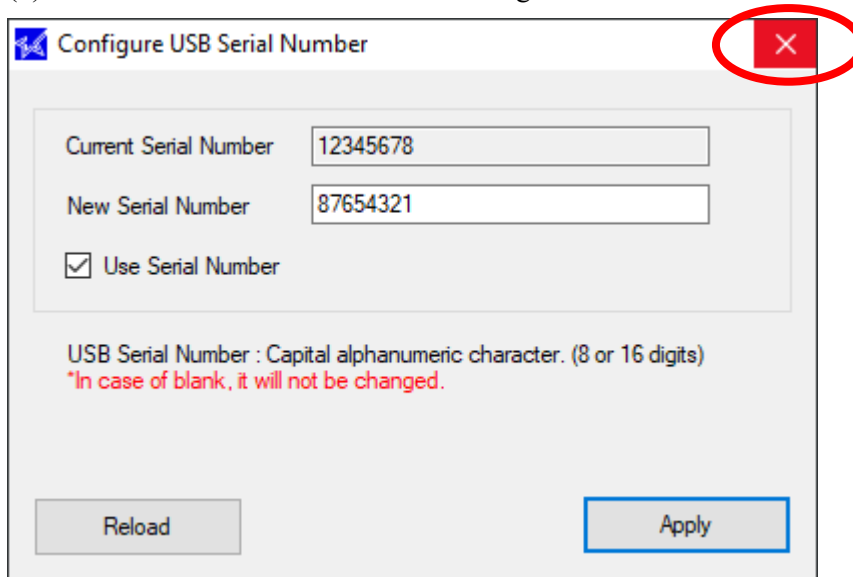 Configure USB Serial Number
Current Serial Number 12345678
New Serial Number 87654321
Use Serial Number
USB Serial Number : Capital alphanumeric character. (8 or 16 digits)
*In case of blank, it will not be changed.
Reload Apply